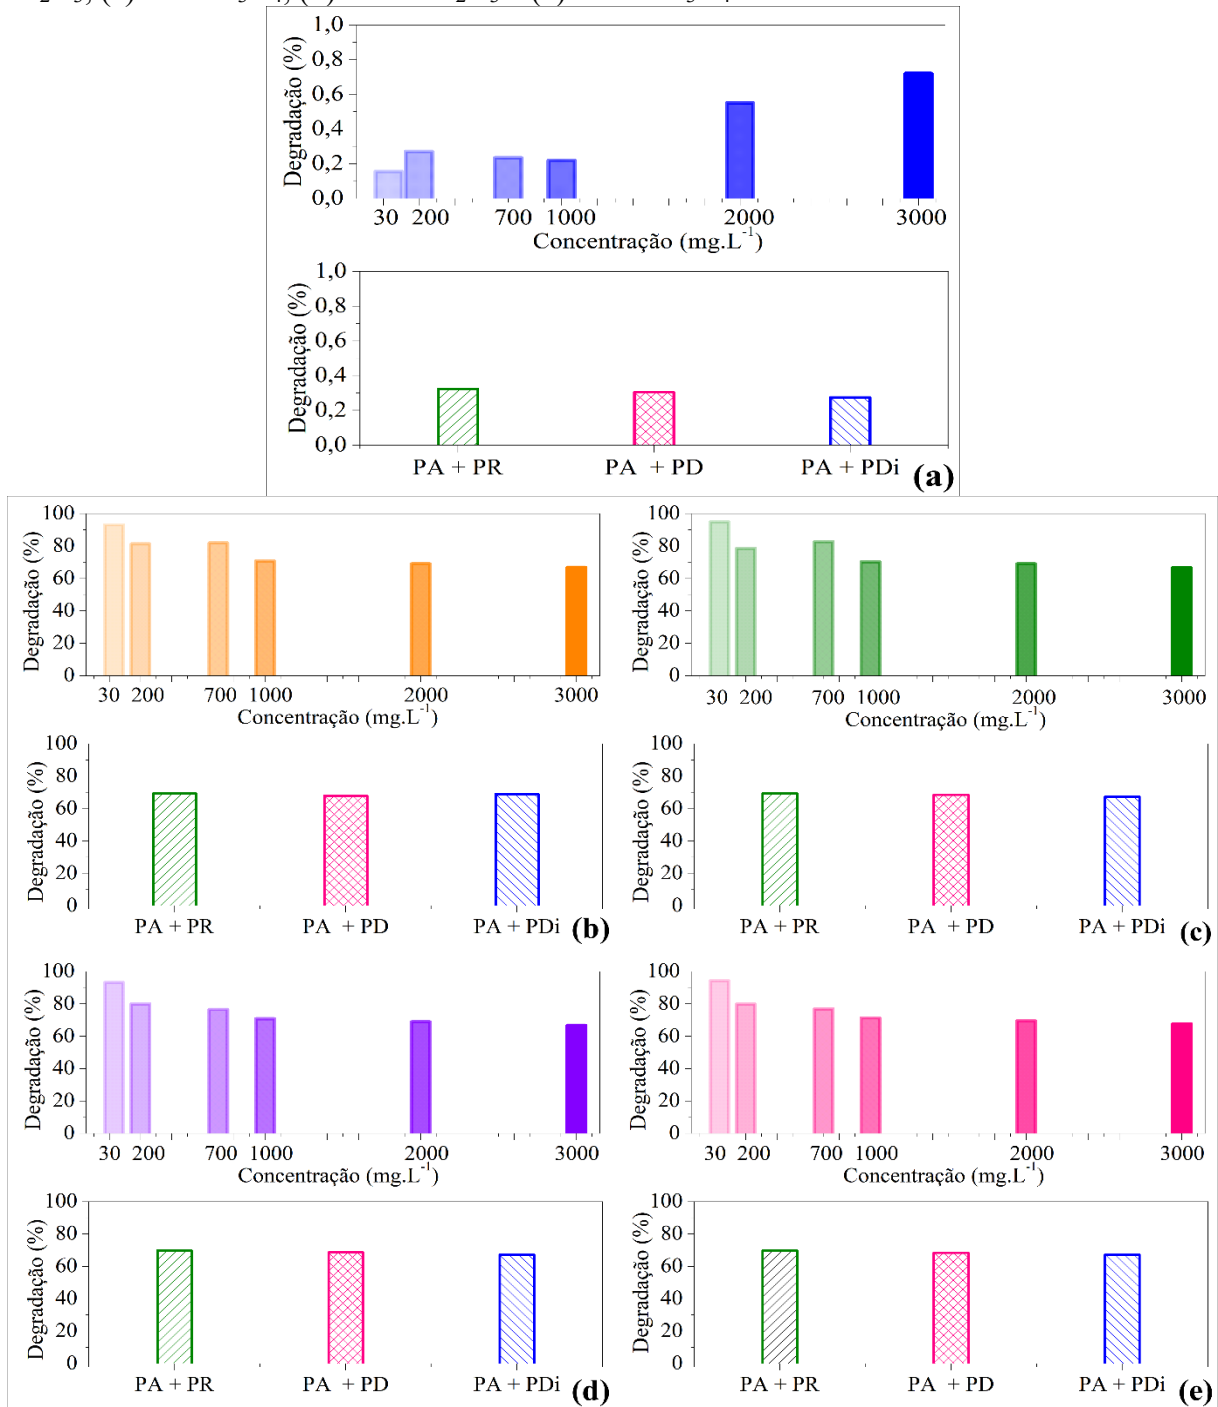 1,0
0,8
0,6
0,4
0,2
0,0
Degradação (%)
30 200 700 1000 2000 3000
Concentração (mg.L⁻¹)
1,0
0,8
0,6
0,4
0,2
0,0
Degradação (%)
PA + PR PA + PD PA + PDi (a)
100
80
60
40
20
0
Degradação (%)
30 200 700 1000 2000 3000
Concentração (mg.L⁻¹)
100
80
60
40
20
0
Degradação (%)
PA + PR PA + PD PA + PDi (b)
100
80
60
40
20
0
Degradação (%)
30 200 700 1000 2000 3000
Concentração (mg.L⁻¹)
100
80
60
40
20
0
Degradação (%)
PA + PR PA + PD PA + PDi (c)
100
80
60
40
20
0
Degradação (%)
30 200 700 1000 2000 3000
Concentração (mg.L⁻¹)
100
80
60
40
20
0
Degradação (%)
PA + PR PA + PD PA + PDi (d)
100
80
60
40
20
0
Degradação (%)
30 200 700 1000 2000 3000
Concentração (mg.L⁻¹)
100
80
60
40
20
0
Degradação (%)
PA + PR PA + PD PA + PDi (e)